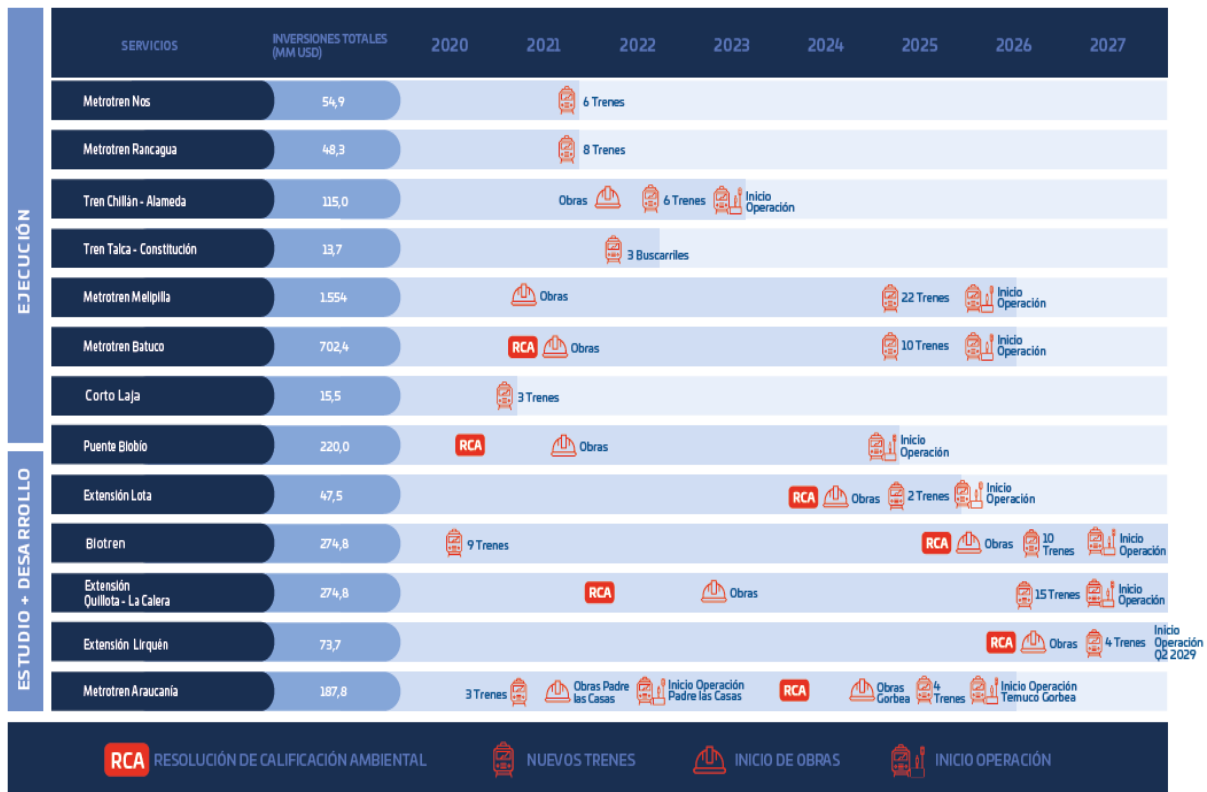 SERVICIOS INVERSIONES TOTALES (MM USD) 2020 2021 2022 2023 2024 2025 2026 2027
EJECUCIÓN
Metrotren Nos 54,9 6 Trenes
Metrotren Rancagua 48,3 8 Trenes
Tren Chillán - Alameda 115,0 Obras 6 Trenes Inicio Operación
Tren Talca - Constitución 13,7 3 Buscarriles
Metrotren Melipilla 1.554 Obras 22 Trenes Inicio Operación
Metrotren Batuco 702,4 RCA Obras 10 Trenes Inicio Operación
Corto Laja 15,5 3 Trenes
ESTUDIO + DESARROLLO
Puente Biobío 220,0 RCA Obras Inicio Operación
Extensión Lota 47,5 RCA Obras 2 Trenes Inicio Operación
Biotren 274,8 9 Trenes RCA Obras 10 Trenes Inicio Operación
Extensión Quillota - La Calera 274,8 RCA Obras 15 Trenes Inicio Operación
Extensión Lirquén 73,7 RCA Obras 4 Trenes Inicio Operación Q2 2029
Metrotren Araucanía 187,8 3 Trenes Obras Padre las Casas Inicio Operación Padre las Casas RCA Obras Gorbea 4 Trenes Inicio Operación Temuco Gorbea
RCA RESOLUCIÓN DE CALIFICACIÓN AMBIENTAL NUEVOS TRENES INICIO DE OBRAS INICIO OPERACIÓN